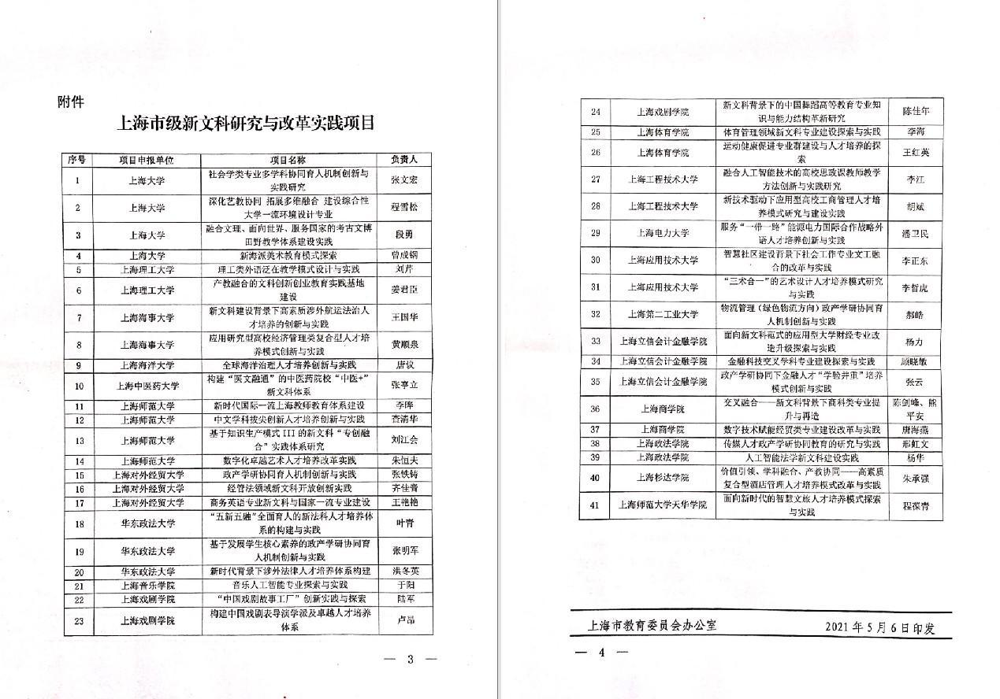 附件
上海市级新文科研究与改革实践项目
序号 项目申报单位 项目名称 负责人
1 上海大学 社会学类专业多学科协同育人机制创新与 张文宏
实践研究
2 上海大学 深化艺教协同 拓展多维融合 建设综合性 程雪松
大学一流环境设计专业
3 上海大学 融合文理、面向世界、服务国家的考古文博 段勇
田野教学体系建设实践
4 上海大学 新海派美术教育模式探索 曾成钢
5 上海理工大学 理工类外语泛在教学模式设计与实践 刘芹
6 上海理工大学 产教融合的文科创新创业教育实践基地 姜君臣
建设
7 上海海事大学 新文科建设背景下高素质涉外航运法治人 王国华
才培养的创新与实践
8 上海海事大学 应用研究型高校经济管理类复合型人才培 黄顺泉
养模式创新与实践
9 上海海洋大学 全球海洋治理人才培养创新与实践 唐议
10 上海中医药大学 构建“医文融通”的中医药院校“中医+” 张亭立
新文科体系
11 上海师范大学 新时代国际一流上海教师教育体系建设 李晔
12 上海师范大学 中文学科拔尖创新人才培养创新与实践 查清华
13 上海师范大学 基于知识生产模式 III 的新文科“专创融 刘江会
合”实践体系研究
14 上海师范大学 数字化卓越艺术人才培养改革实践 朱恒夫
15 上海对外经贸大学 政产学研协同育人机制创新与实践 张铁铸
16 上海对外经贸大学 经管法领域新文科开放创新实践 齐佳音
17 上海对外经贸大学 商务英语专业新文科与国家一流专业建设 王艳艳
18 华东政法大学 “五新五融”全面育人的新法科人才培养体 叶青
系的构建与实践
19 华东政法大学 基于发展学生核心素养的政产学研协同育 张明军
人机制创新与实践
20 华东政法大学 新时代背景下涉外法律人才培养体系构建 洪冬英
21 上海音乐学院 音乐人工智能专业探索与实践 于阳
22 上海戏剧学院 “中国戏剧故事工厂”创新实践与探索 陆军
23 上海戏剧学院 构建中国戏剧表导演学派及卓越人才培养 卢昂
体系
— 3 —
24 上海戏剧学院 新文科背景下的中国舞蹈高等教育专业知 陈佳年
识与能力结构革新研究
25 上海体育学院 体育管理领域新文科专业建设探索与实践 李海
26 上海体育学院 运动健康促进专业群建设与人才培养的探 王红英
索
27 上海工程技术大学 融合人工智能技术的高校思政课教师教学 李江
方法创新与实践研究
28 上海工程技术大学 新技术驱动下应用型高校工商管理人才培 胡斌
养模式研究与建设实践
29 上海电力大学 服务“一带一路”能源电力国际合作战略外 潘卫民
语人才培养创新与实践
30 上海应用技术大学 智慧社区建设背景下社会工作专业文工融 李正东
合的改革与实践
31 上海应用技术大学 “三术合一”的艺术设计人才培养模式研究 李哲虎
与实践
32 上海第二工业大学 物流管理（绿色物流方向）政产学研协同育 郝皓
人机制创新与实践
33 上海立信会计金融学院 面向新文科范式的应用型大学财经专业改 杨力
造升级探索与实践
34 上海立信会计金融学院 金融科技交叉学科专业建设探索与实践 顾晓敏
35 上海立信会计金融学院 政产学研协同下金融人才“学验并重”培养 张云
模式创新与实践
36 上海商学院 交叉融合——新文科背景下商科类专业提 陈剑峰、熊
升与再造 平安
37 上海商学院 数字技术赋能经贸类专业建设改革与实践 唐海燕
38 上海政法学院 传媒人才政产学研协同教育的研究与实践 邢虹文
39 上海政法学院 人工智能法学新文科建设实践 杨华
40 上海杉达学院 价值引领、学科融合、产教协同——高素质 朱承强
复合型酒店管理人才培养模式改革与实践
41 上海师范大学天华学院 面向新时代的智慧文旅人才培养模式探索 程葆青
与实践
上海市教育委员会办公室 2021 年 5 月 6 日印发
— 4 —